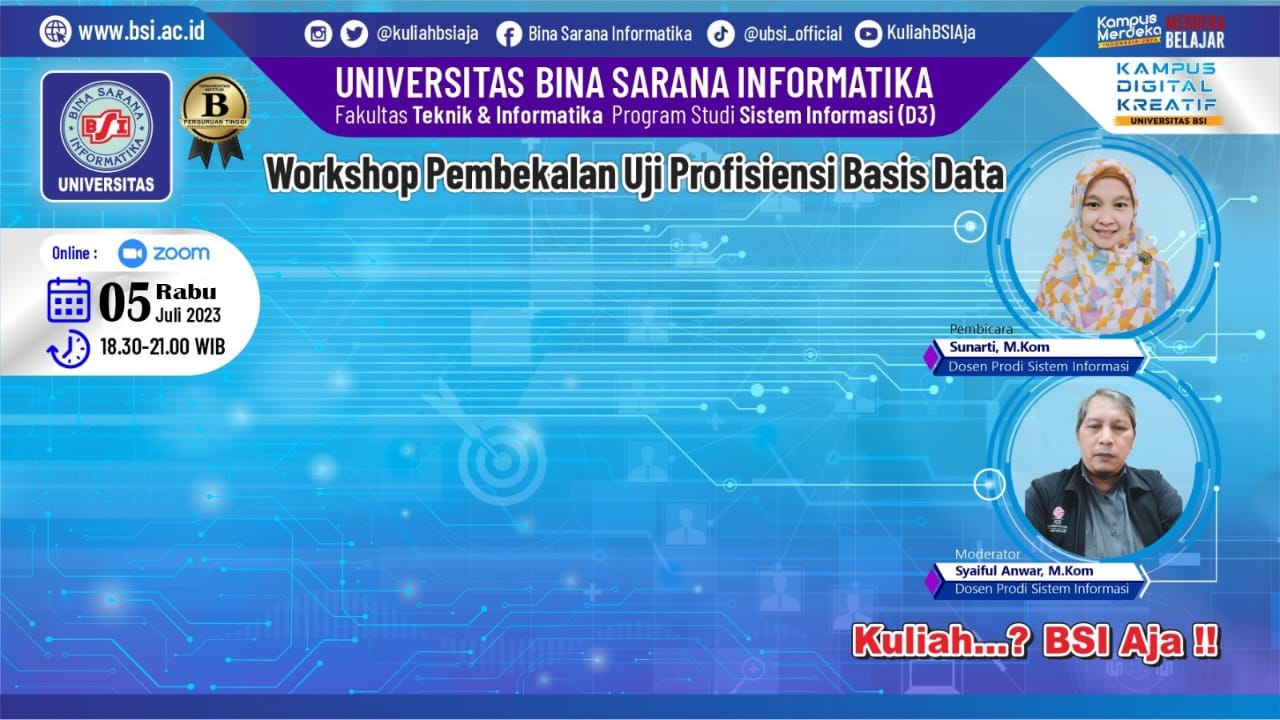 www.bsi.ac.id
@kuliahbsiaja
Bina Sarana Informatika
@ubsi_official
KuliahBSIAja
Kampus
Merdeka
INDONESIA JAYA
MERDEKA
BELAJAR
BINA SARANA
BSI
INFORMATIKA
UNIVERSITAS
B
PERGURUAN TINGGI
UNIVERSITAS BINA SARANA INFORMATIKA
Fakultas Teknik & Informatika Program Studi Sistem Informasi (D3)
KAMPUS
DIGITAL
KREATIF
UNIVERSITAS BSI
Workshop Pembekalan Uji Profisiensi Basis Data
Online :
zoom
05
Rabu
Juli 2023
18.30-21.00 WIB
Pembicara
Sunarti, M.Kom
Dosen Prodi Sistem Informasi
Moderator
Syaiful Anwar, M.Kom
Dosen Prodi Sistem Informasi
Kuliah...? BSI Aja !!